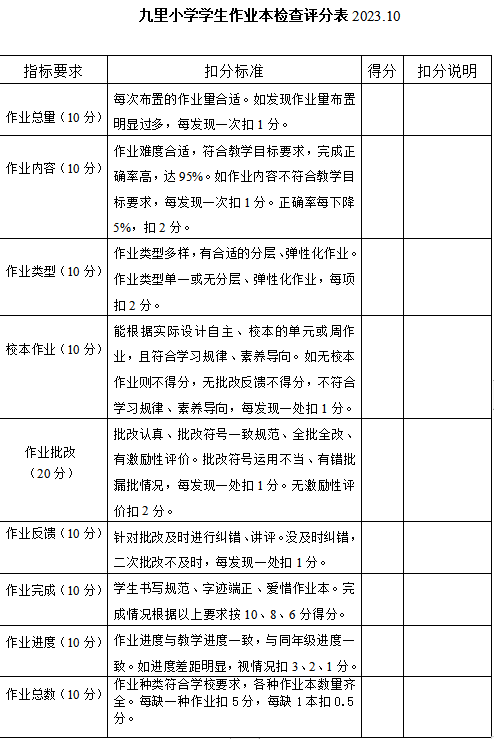 九里小学学生作业本检查评分表 2023.10
指标要求 扣分标准 得分 扣分说明
作业总量（10 分）
每次布置的作业量合适。如发现作业量布置
明显过多，每发现一次扣 1 分。
作业内容（10 分）
作业难度合适，符合教学目标要求，完成正
确率高，达 95%。如作业内容不符合教学目
标要求，每发现一次扣 1 分。正确率每下降
5%，扣 2 分。
作业类型（10 分）
作业类型多样，有合适的分层、弹性化作业。
作业类型单一或无分层、弹性化作业，每项
扣 2 分。
校本作业（10 分）
能根据实际设计自主、校本的单元或周作
业，且符合学习规律、素养导向。如无校本
作业则不得分，无批改反馈不得分，不符合
学习规律、素养导向，每发现一处扣 1 分。
作业批改
（20 分）
批改认真、批改符号一致规范、全批全改、
有激励性评价。批改符号运用不当、有错批
漏批情况，每发现一处扣 1 分。无激励性评
价扣 2 分。
作业反馈（10 分）
针对批改及时进行纠错、讲评。没及时纠错，
二次批改不及时，每发现一处扣 1 分。
作业完成（10 分）
学生书写规范、字迹端正、爱惜作业本。完
成情况根据以上要求按 10、8、6 分得分。
作业进度（10 分）
作业进度与教学进度一致，与同年级进度一
致。如进度差距明显，视情况扣 3、2、1 分。
作业总数（10 分）
作业种类符合学校要求，各种作业本数量齐
全。每缺一种作业扣 5 分，每缺 1 本扣 0.5
分。